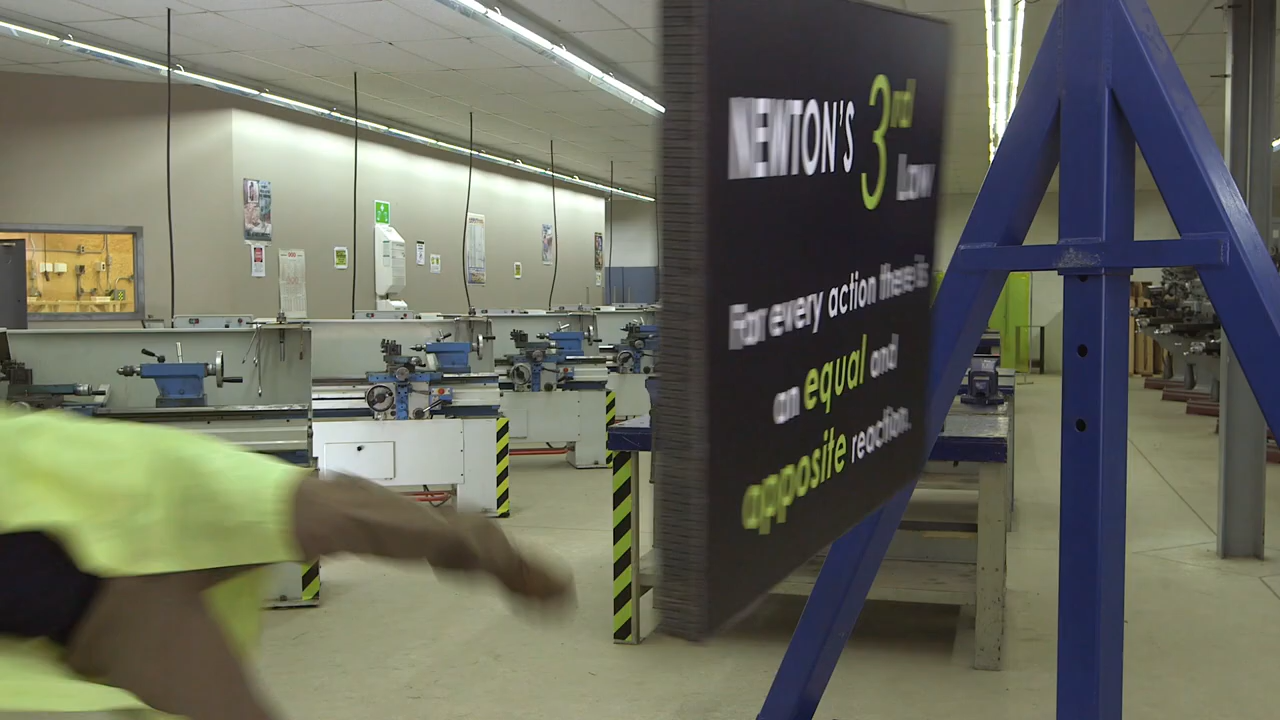 NEWTON'S 3rd Law
For every action there is
an equal and
opposite reaction.